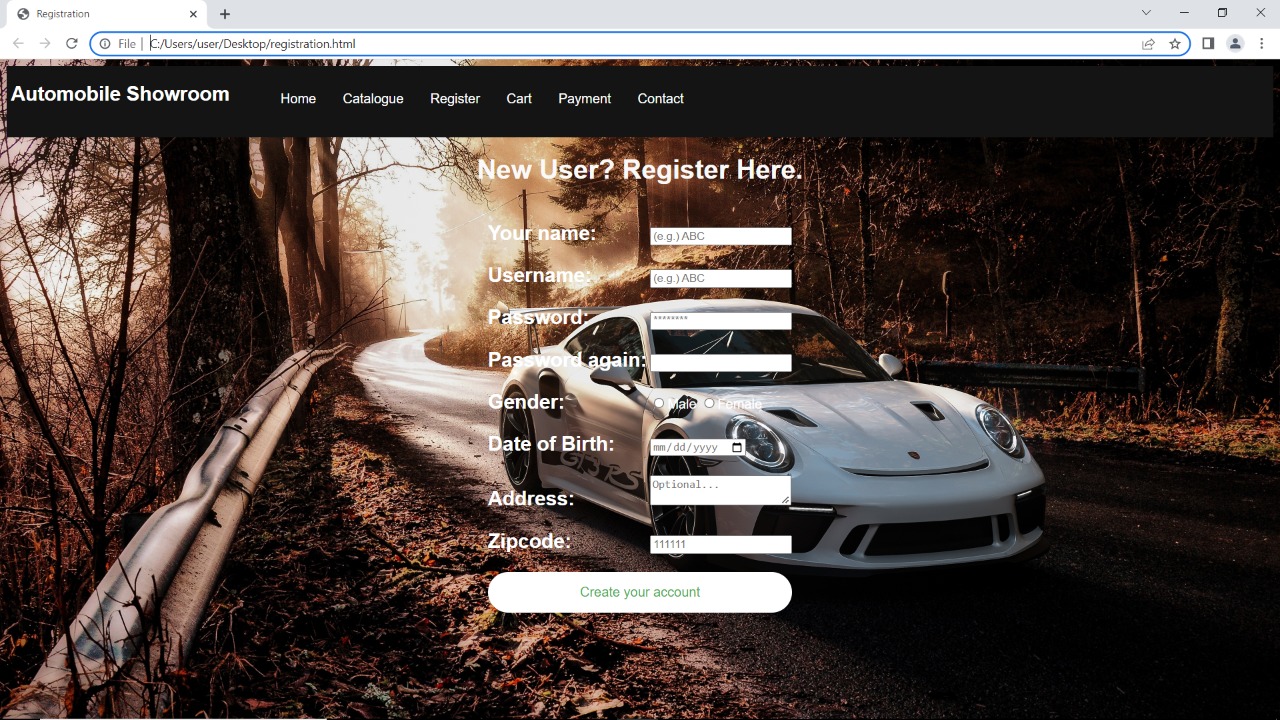 Registration
File | C:/Users/user/Desktop/registration.html
Automobile Showroom Home Catalogue Register Cart Payment Contact
New User? Register Here.
Your name: (e.g.) ABC
Username: (e.g.) ABC
Password: ********
Password again:
Gender: Male Female
Date of Birth: mm/dd/yyyy
Address: Optional...
Zipcode: 111111
Create your account
GT3 RS